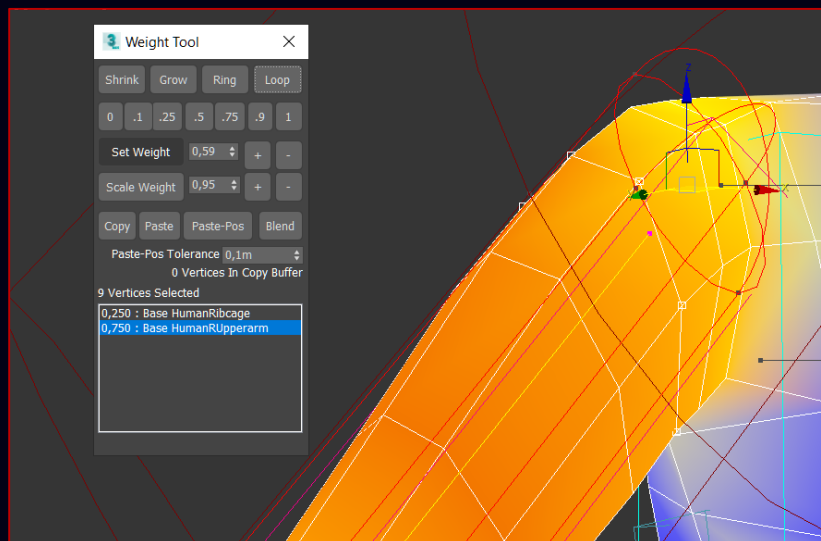 3 Weight Tool
Shrink Grow Ring Loop
0 .1 .25 .5 .75 .9 1
Set Weight 0,59 + -
Scale Weight 0,95 + -
Copy Paste Paste-Pos Blend
Paste-Pos Tolerance 0,1m
0 Vertices In Copy Buffer
9 Vertices Selected
0,250 : Base HumanRibcage
0,750 : Base HumanRUpperarm
z
x